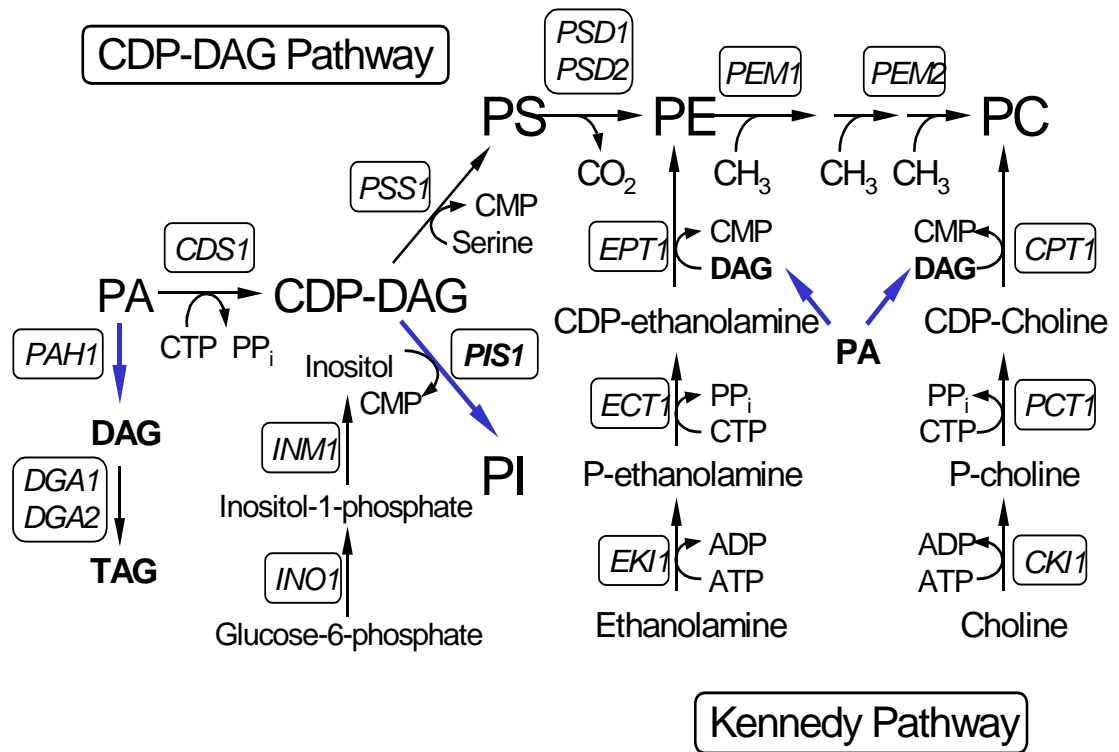 CDP-DAG Pathway
PSD1
PSD2
PEM1
PEM2
PS
PE
PC
CO₂
CH₃
CH₃
CH₃
PSS1
CMP
Serine
CDS1
PA
CDP-DAG
CTP PPᵢ
EPT1
CMP
DAG
CMP
DAG
CPT1
CDP-ethanolamine
PA
CDP-Choline
PAH1
DAG
DGA1
DGA2
TAG
Inositol
CMP
PIS1
PI
INM1
Inositol-1-phosphate
INO1
Glucose-6-phosphate
ECT1
PPᵢ
CTP
PPᵢ
CTP
PCT1
P-ethanolamine
P-choline
EKI1
ADP
ATP
ADP
ATP
CKI1
Ethanolamine
Choline
Kennedy Pathway